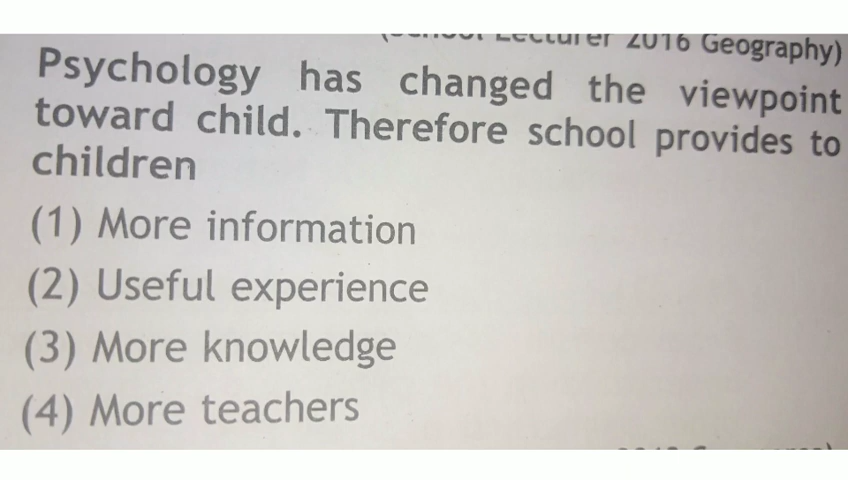 Lecturer 2016 Geography)
Psychology has changed the viewpoint
toward child. Therefore school provides to
children
(1) More information
(2) Useful experience
(3) More knowledge
(4) More teachers